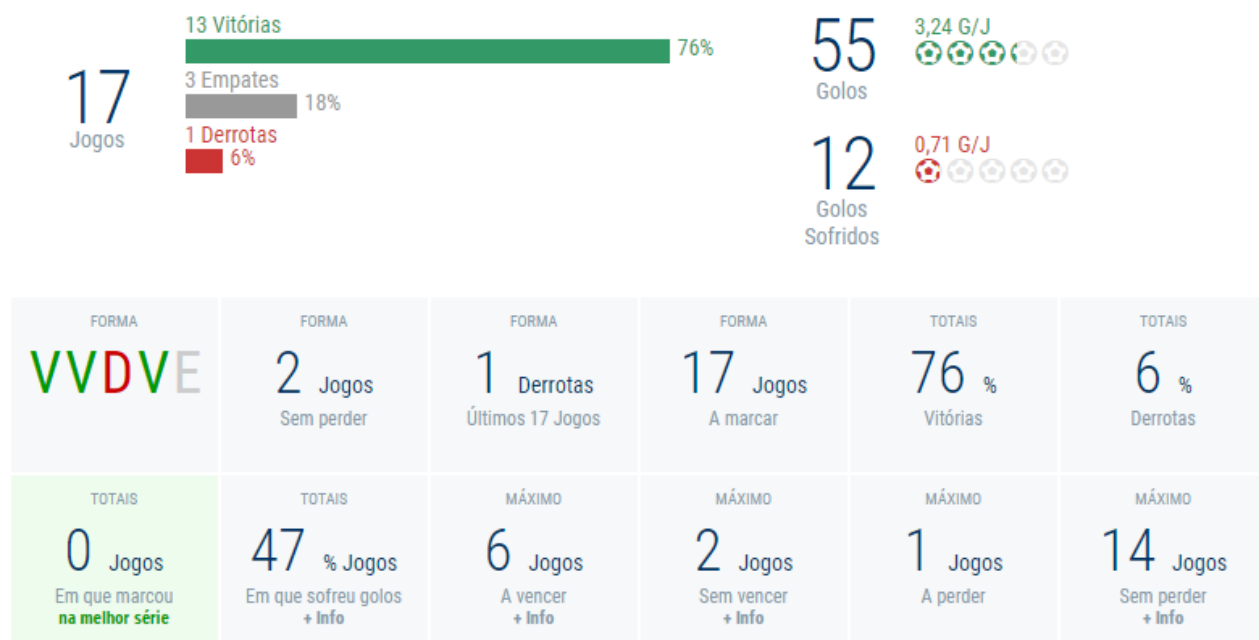 17
Jogos
13 Vitórias
76%
3 Empates
18%
1 Derrotas
6%
55
Golos
3,24 G/J
12
Golos
Sofridos
0,71 G/J
FORMA
VVDVE
FORMA
2 Jogos
Sem perder
FORMA
1 Derrotas
Últimos 17 Jogos
FORMA
17 Jogos
A marcar
TOTAIS
76 %
Vitórias
TOTAIS
6 %
Derrotas
TOTAIS
0 Jogos
Em que marcou
na melhor série
TOTAIS
47 % Jogos
Em que sofreu golos
+ Info
MÁXIMO
6 Jogos
A vencer
+ Info
MÁXIMO
2 Jogos
Sem vencer
+ Info
MÁXIMO
1 Jogos
A perder
MÁXIMO
14 Jogos
Sem perder
+ Info